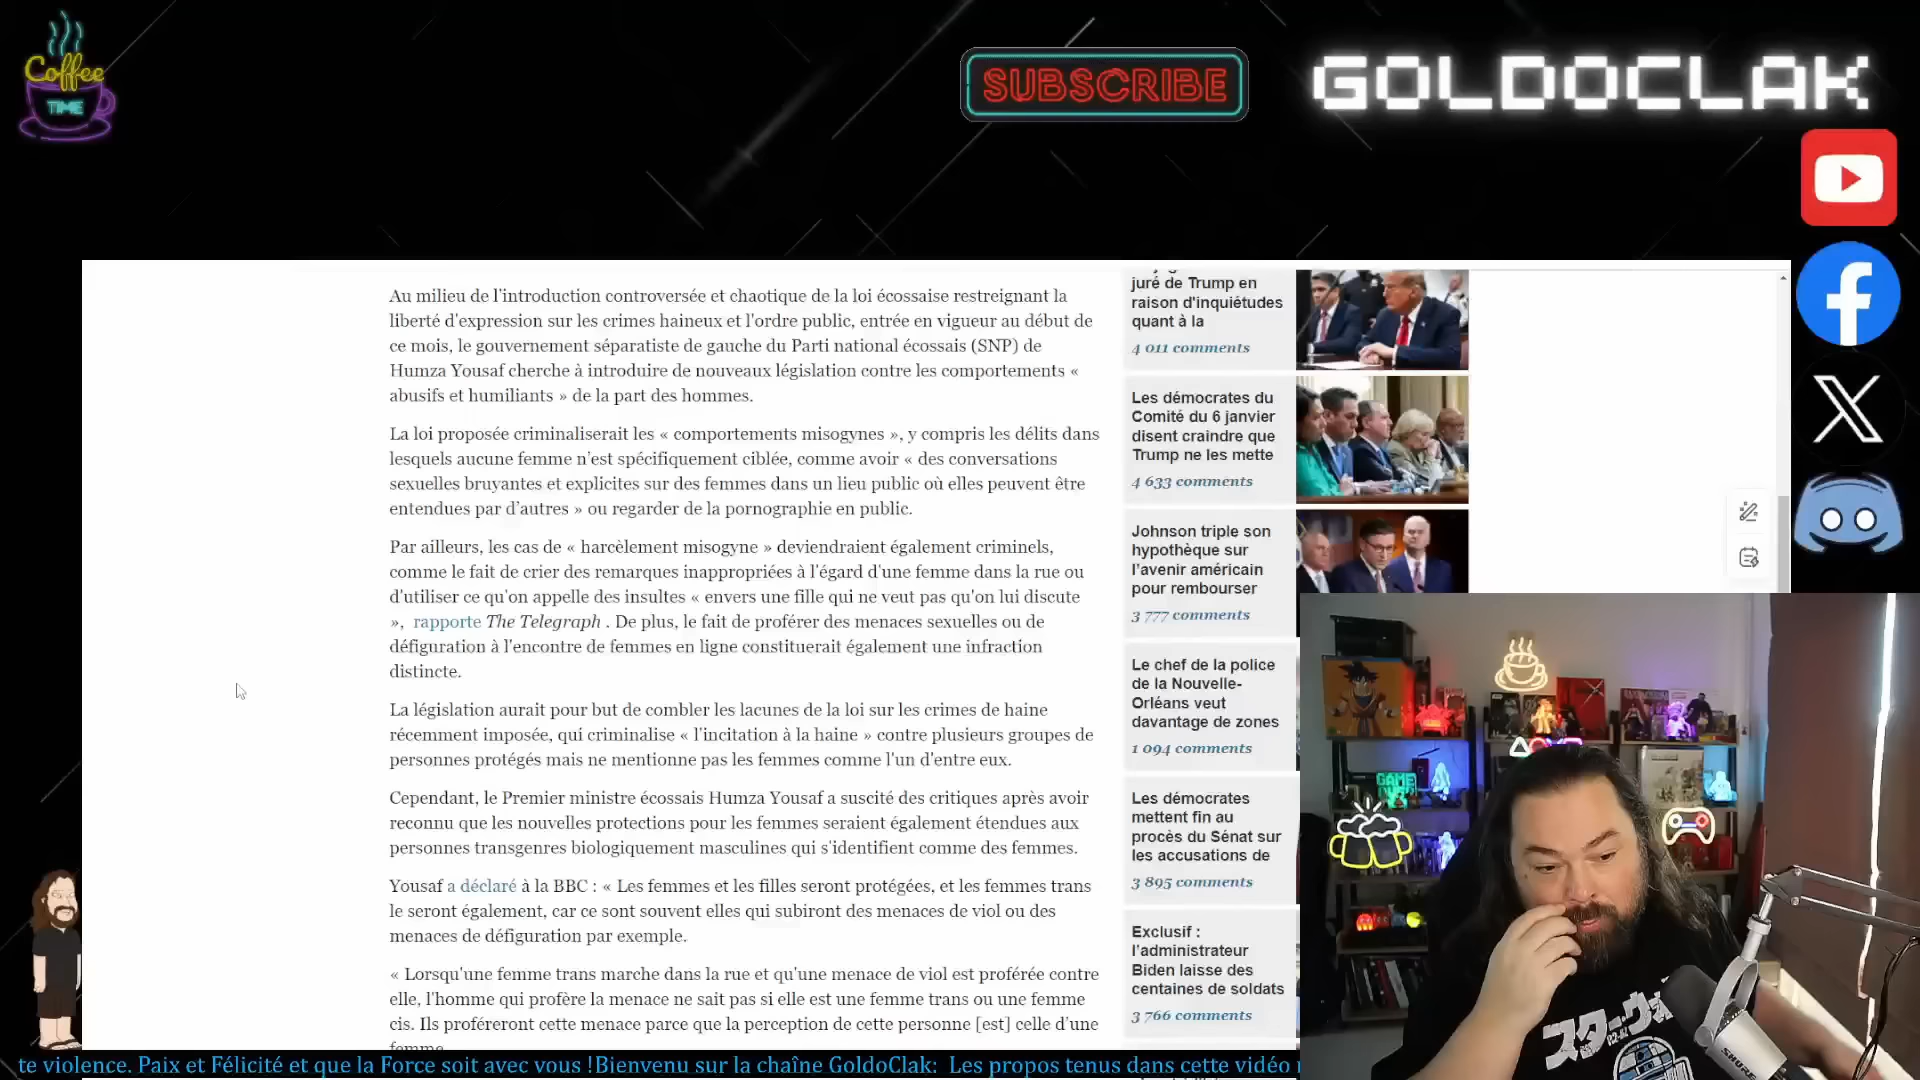 Coffee
TIME
SUBSCRIBE
GOLDOCLAK
Au milieu de l'introduction controversée et chaotique de la loi écossaise restreignant la
liberté d'expression sur les crimes haineux et l'ordre public, entrée en vigueur au début de
ce mois, le gouvernement séparatiste de gauche du Parti national écossais (SNP) de
Humza Yousaf cherche à introduire de nouveaux législation contre les comportements «
abusifs et humiliants » de la part des hommes.
La loi proposée criminaliserait les « comportements misogynes », y compris les délits dans
lesquels aucune femme n'est spécifiquement ciblée, comme avoir « des conversations
sexuelles bruyantes et explicites sur des femmes dans un lieu public où elles peuvent être
entendues par d'autres » ou regarder de la pornographie en public.
Par ailleurs, les cas de « harcèlement misogyne » deviendraient également criminels,
comme le fait de crier des remarques inappropriées à l'égard d'une femme dans la rue ou
d'utiliser ce qu'on appelle des insultes « envers une fille qui ne veut pas qu'on lui discute
», rapporte The Telegraph . De plus, le fait de proférer des menaces sexuelles ou de
défiguration à l'encontre de femmes en ligne constituerait également une infraction
distincte.
La législation aurait pour but de combler les lacunes de la loi sur les crimes de haine
récemment imposée, qui criminalise « l'incitation à la haine » contre plusieurs groupes de
personnes protégés mais ne mentionne pas les femmes comme l'un d'entre eux.
Cependant, le Premier ministre écossais Humza Yousaf a suscité des critiques après avoir
reconnu que les nouvelles protections pour les femmes seraient également étendues aux
personnes transgenres biologiquement masculines qui s'identifient comme des femmes.
Yousaf a déclaré à la BBC : « Les femmes et les filles seront protégées, et les femmes trans
le seront également, car ce sont souvent elles qui subiront des menaces de viol ou des
menaces de défiguration par exemple.
« Lorsqu'une femme trans marche dans la rue et qu'une menace de viol est proférée contre
elle, l'homme qui profère la menace ne sait pas si elle est une femme trans ou une femme
cis. Ils proféreront cette menace parce que la perception de cette personne [est] celle d'une
femme
juré de Trump en
raison d'inquiétudes
quant à la
4 011 comments
Les démocrates du
Comité du 6 janvier
disent craindre que
Trump ne les mette
4 633 comments
Johnson triple son
hypothèse sur
l'avenir américain
pour rembourser
3 777 comments
Le chef de la police
de la Nouvelle-
Orléans veut
davantage de zones
1 094 comments
Les démocrates
mettent fin au
procès du Sénat sur
les accusations de
3 895 comments
Exclusif :
l'administrateur
Biden laisse des
centaines de soldats
3 766 comments
GAME
スター・ウォ
SHURE
te violence. Paix et Félicité et que la Force soit avec vous !Bienvenu sur la chaîne GoldoClak: Les propos tenus dans cette vidéo